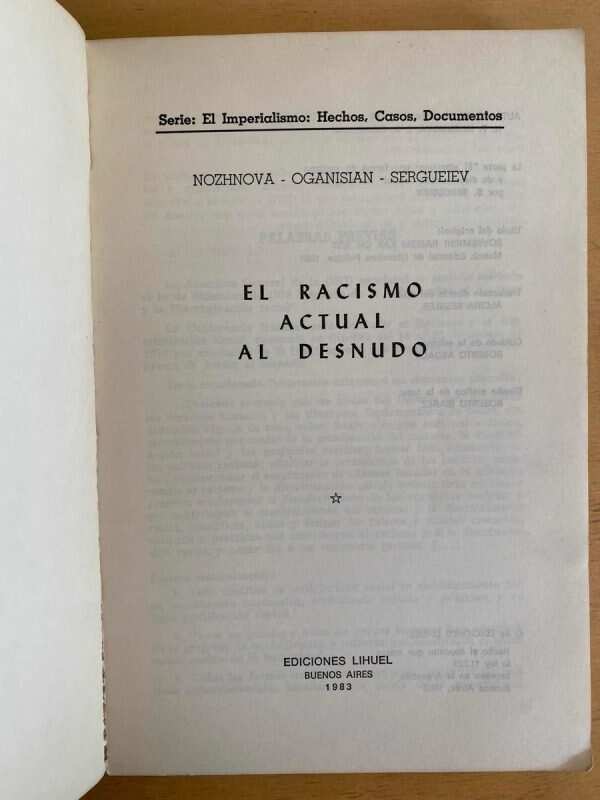 Serie: El Imperialismo: Hechos, Casos, Documentos
NOZHNOVA - OGANISIAN - SERGUEIEV
EL RACISMO
ACTUAL
AL DESNUDO
EDICIONES LIHUEL
BUENOS AIRES
1983